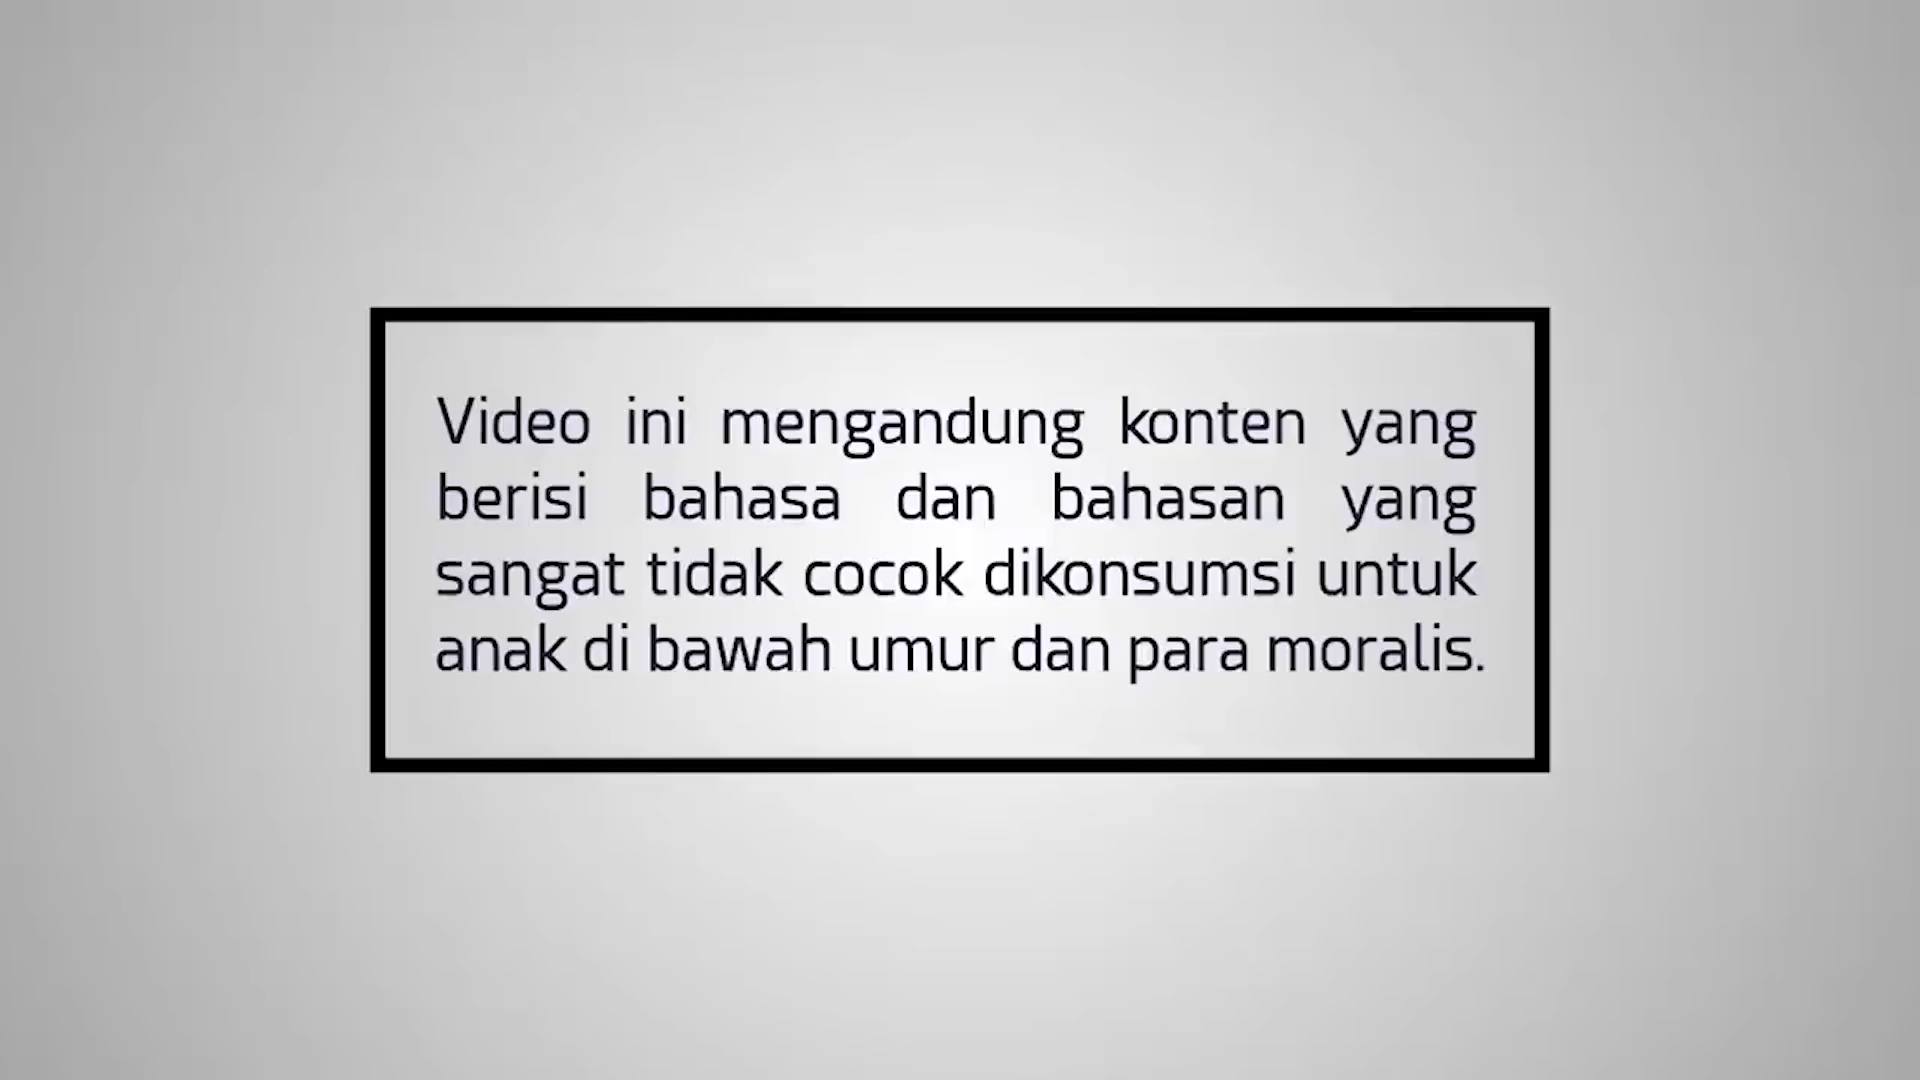 Video ini mengandung konten yang
berisi bahasa dan bahasan yang
sangat tidak cocok dikonsumsi untuk
anak di bawah umur dan para moralis.